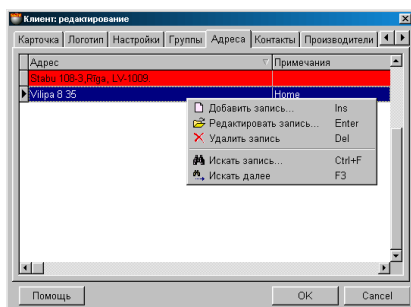 Клиент: редактирование
Карточка Логотип Настройки Группы Адреса Контакты Производители
Адрес Примечания
Stabu 106-3,Riga, LV-1009.
Vilipa 8 35 Home
Добавить запись... Ins
Редактировать запись... Enter
Удалить запись Del
Искать запись... Ctrl+F
Искать далее F3
Помощь OK Cancel